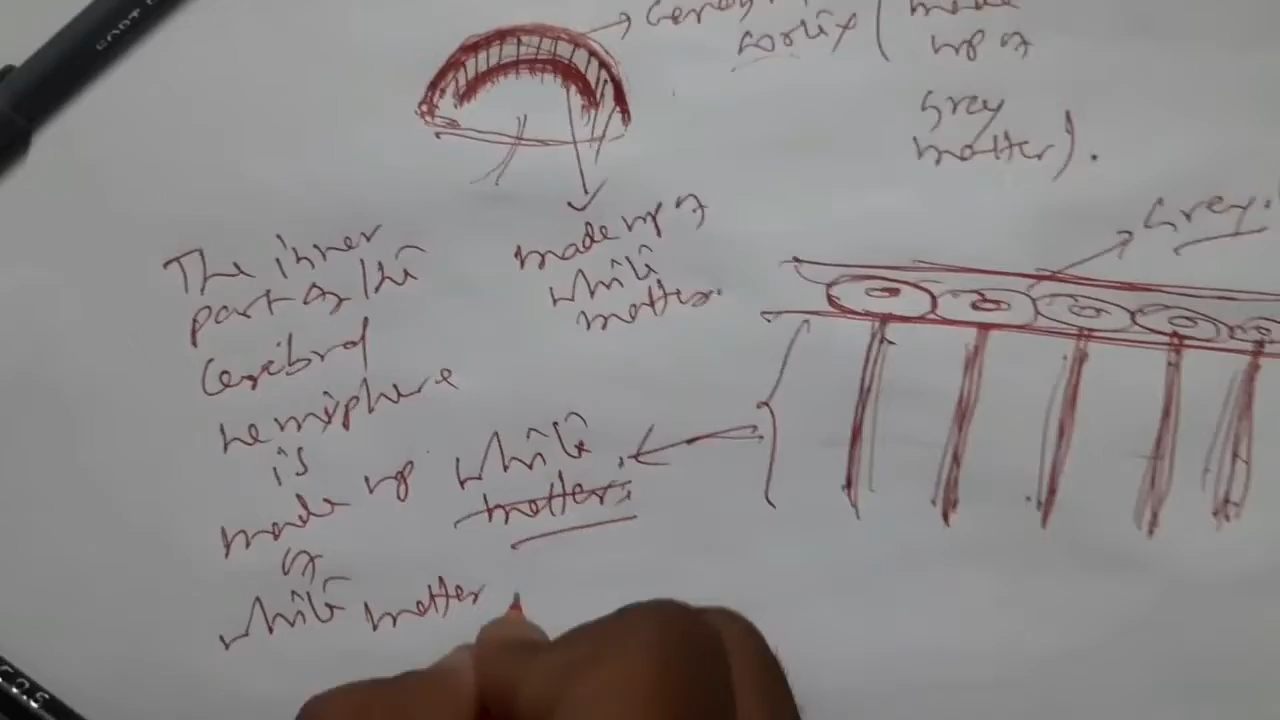 cortex (made
up of
Grey
matter).
Grey.
made up of
white
matter.
The inner
part of the
Cerebral
hemisphere
is
made up
of
white matter
white
matter.